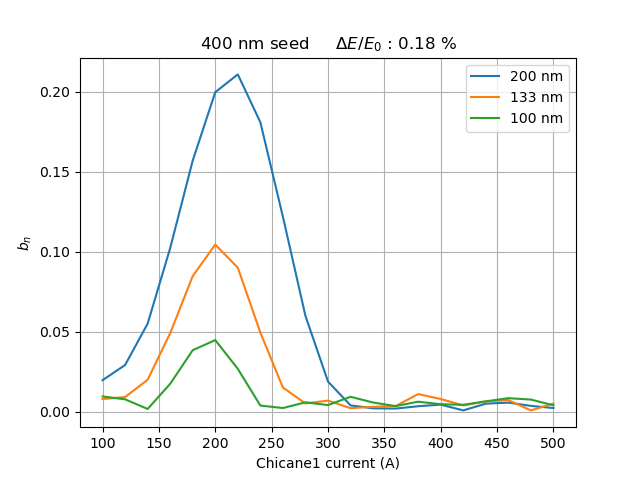 400 nm seed ΔE/E₀ : 0.18 %
200 nm
133 nm
100 nm
0.20
0.15
0.10
0.05
0.00
bₙ
100 150 200 250 300 350 400 450 500
Chicane1 current (A)